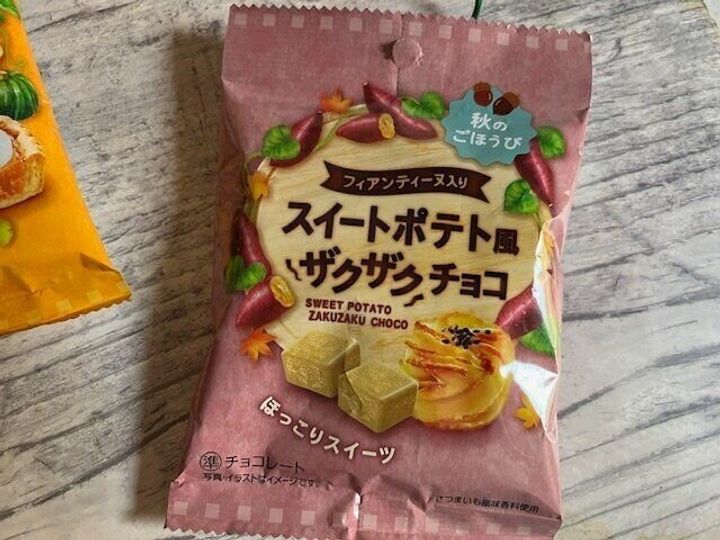 秋の
ごほうび
フィアンティーヌ入り
スイートポテト風
ザクザクチョコ
SWEET POTATO
ZAKUZAKU CHOCO
ほっこりスイーツ
準 チョコレート
写真・イラストはイメージです
さつまいも風味香料使用